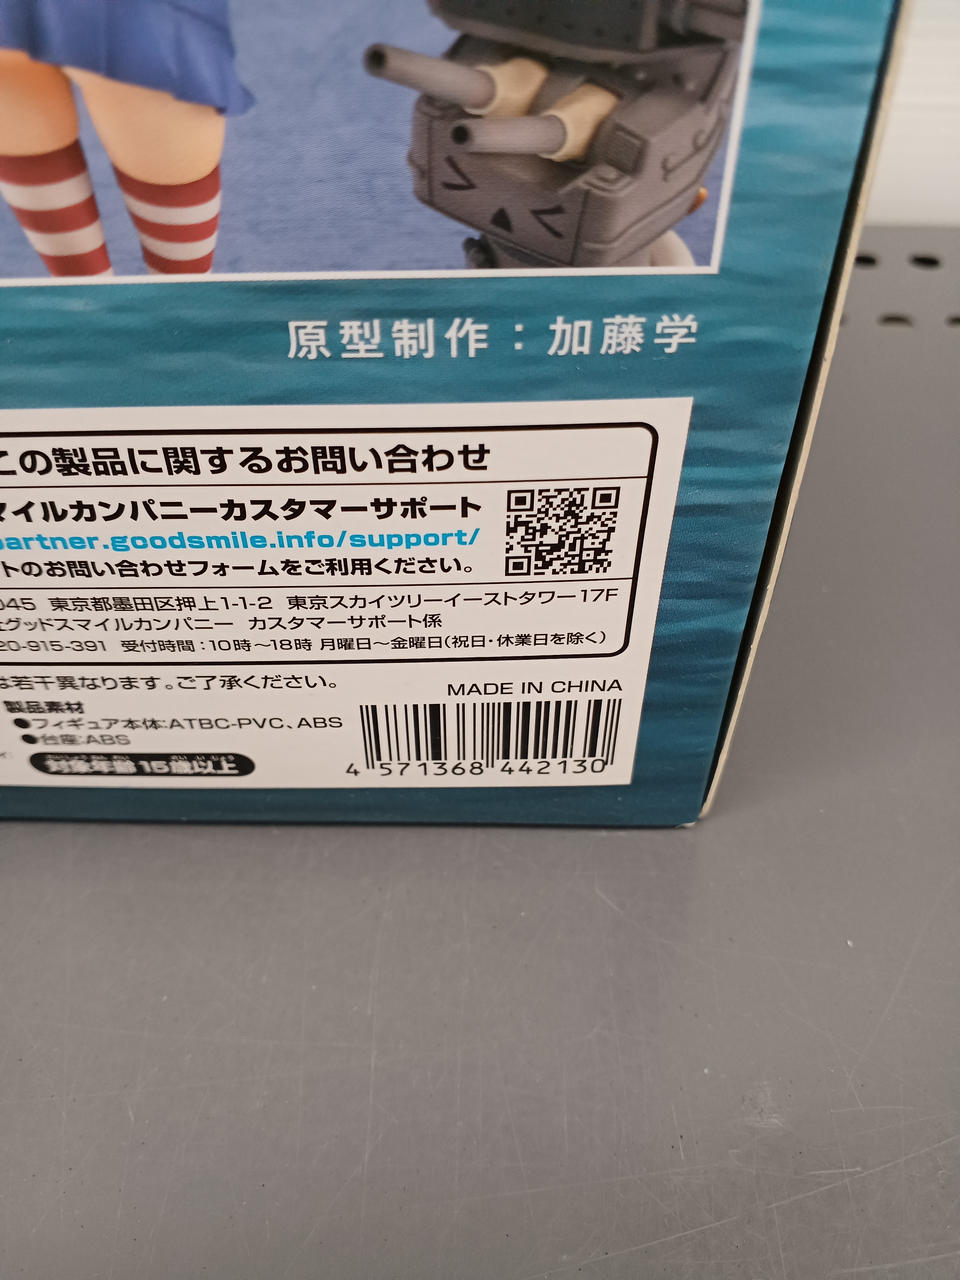 原型制作：加藤学
この製品に関するお問い合わせ
マイルカンパニーカスタマーサポート
partner.goodsmile.info/support/
トのお問い合わせフォームをご利用ください。
045 東京都墨田区押上1-1-2 東京スカイツリーイーストタワー17F
グッドスマイルカンパニー カスタマーサポート係
20-915-391 受付時間：10時～18時 月曜日～金曜日(祝日・休業日を除く)
は若干異なります。ご了承ください。
MADE IN CHINA
製品素材
●フィギュア本体:ATBC-PVC、ABS
●台座:ABS
対象年齢15歳以上
4 571368 442130